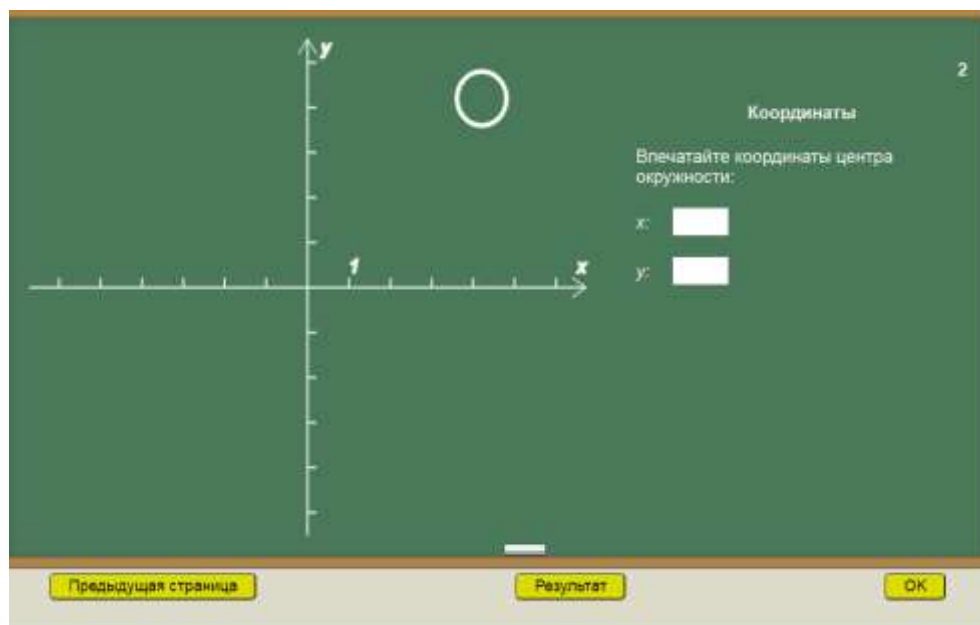 y
2
Координаты
Впечатайте координаты центра
окружности:
x:
1
x
y:
Предыдущая страница
Результат
OK